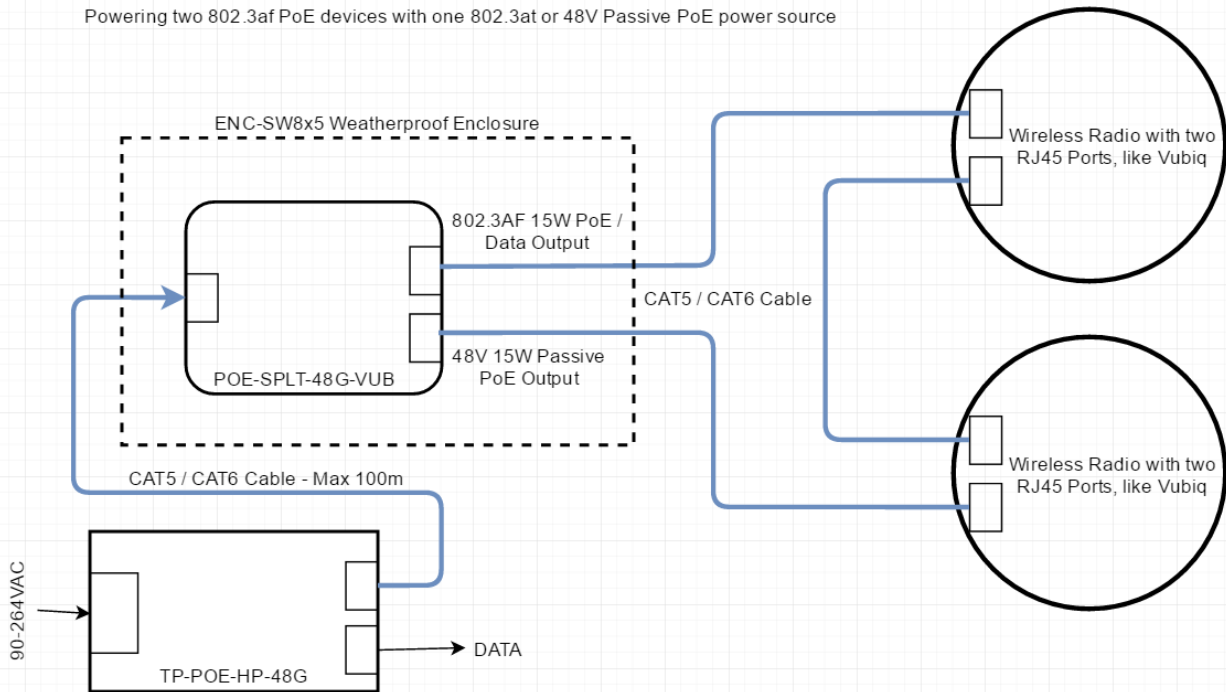 Powering two 802.3af PoE devices with one 802.3at or 48V Passive PoE power source
ENC-SW8x5 Weatherproof Enclosure
Wireless Radio with two
RJ45 Ports, like Vubiq
802.3AF 15W PoE /
Data Output
CAT5 / CAT6 Cable
48V 15W Passive
PoE Output
POE-SPLT-48G-VUB
Wireless Radio with two
RJ45 Ports, like Vubiq
CAT5 / CAT6 Cable - Max 100m
90-264VAC
DATA
TP-POE-HP-48G